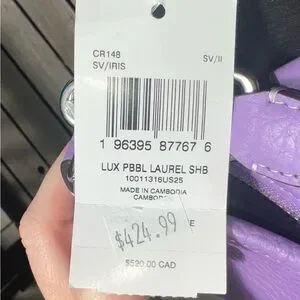 CR148
SV/IRIS
SV/II
1 96395 87767 6
LUX PBBL LAUREL SHB
10011316US25
MADE IN CAMBODIA
$424.99
$520.00 CAD